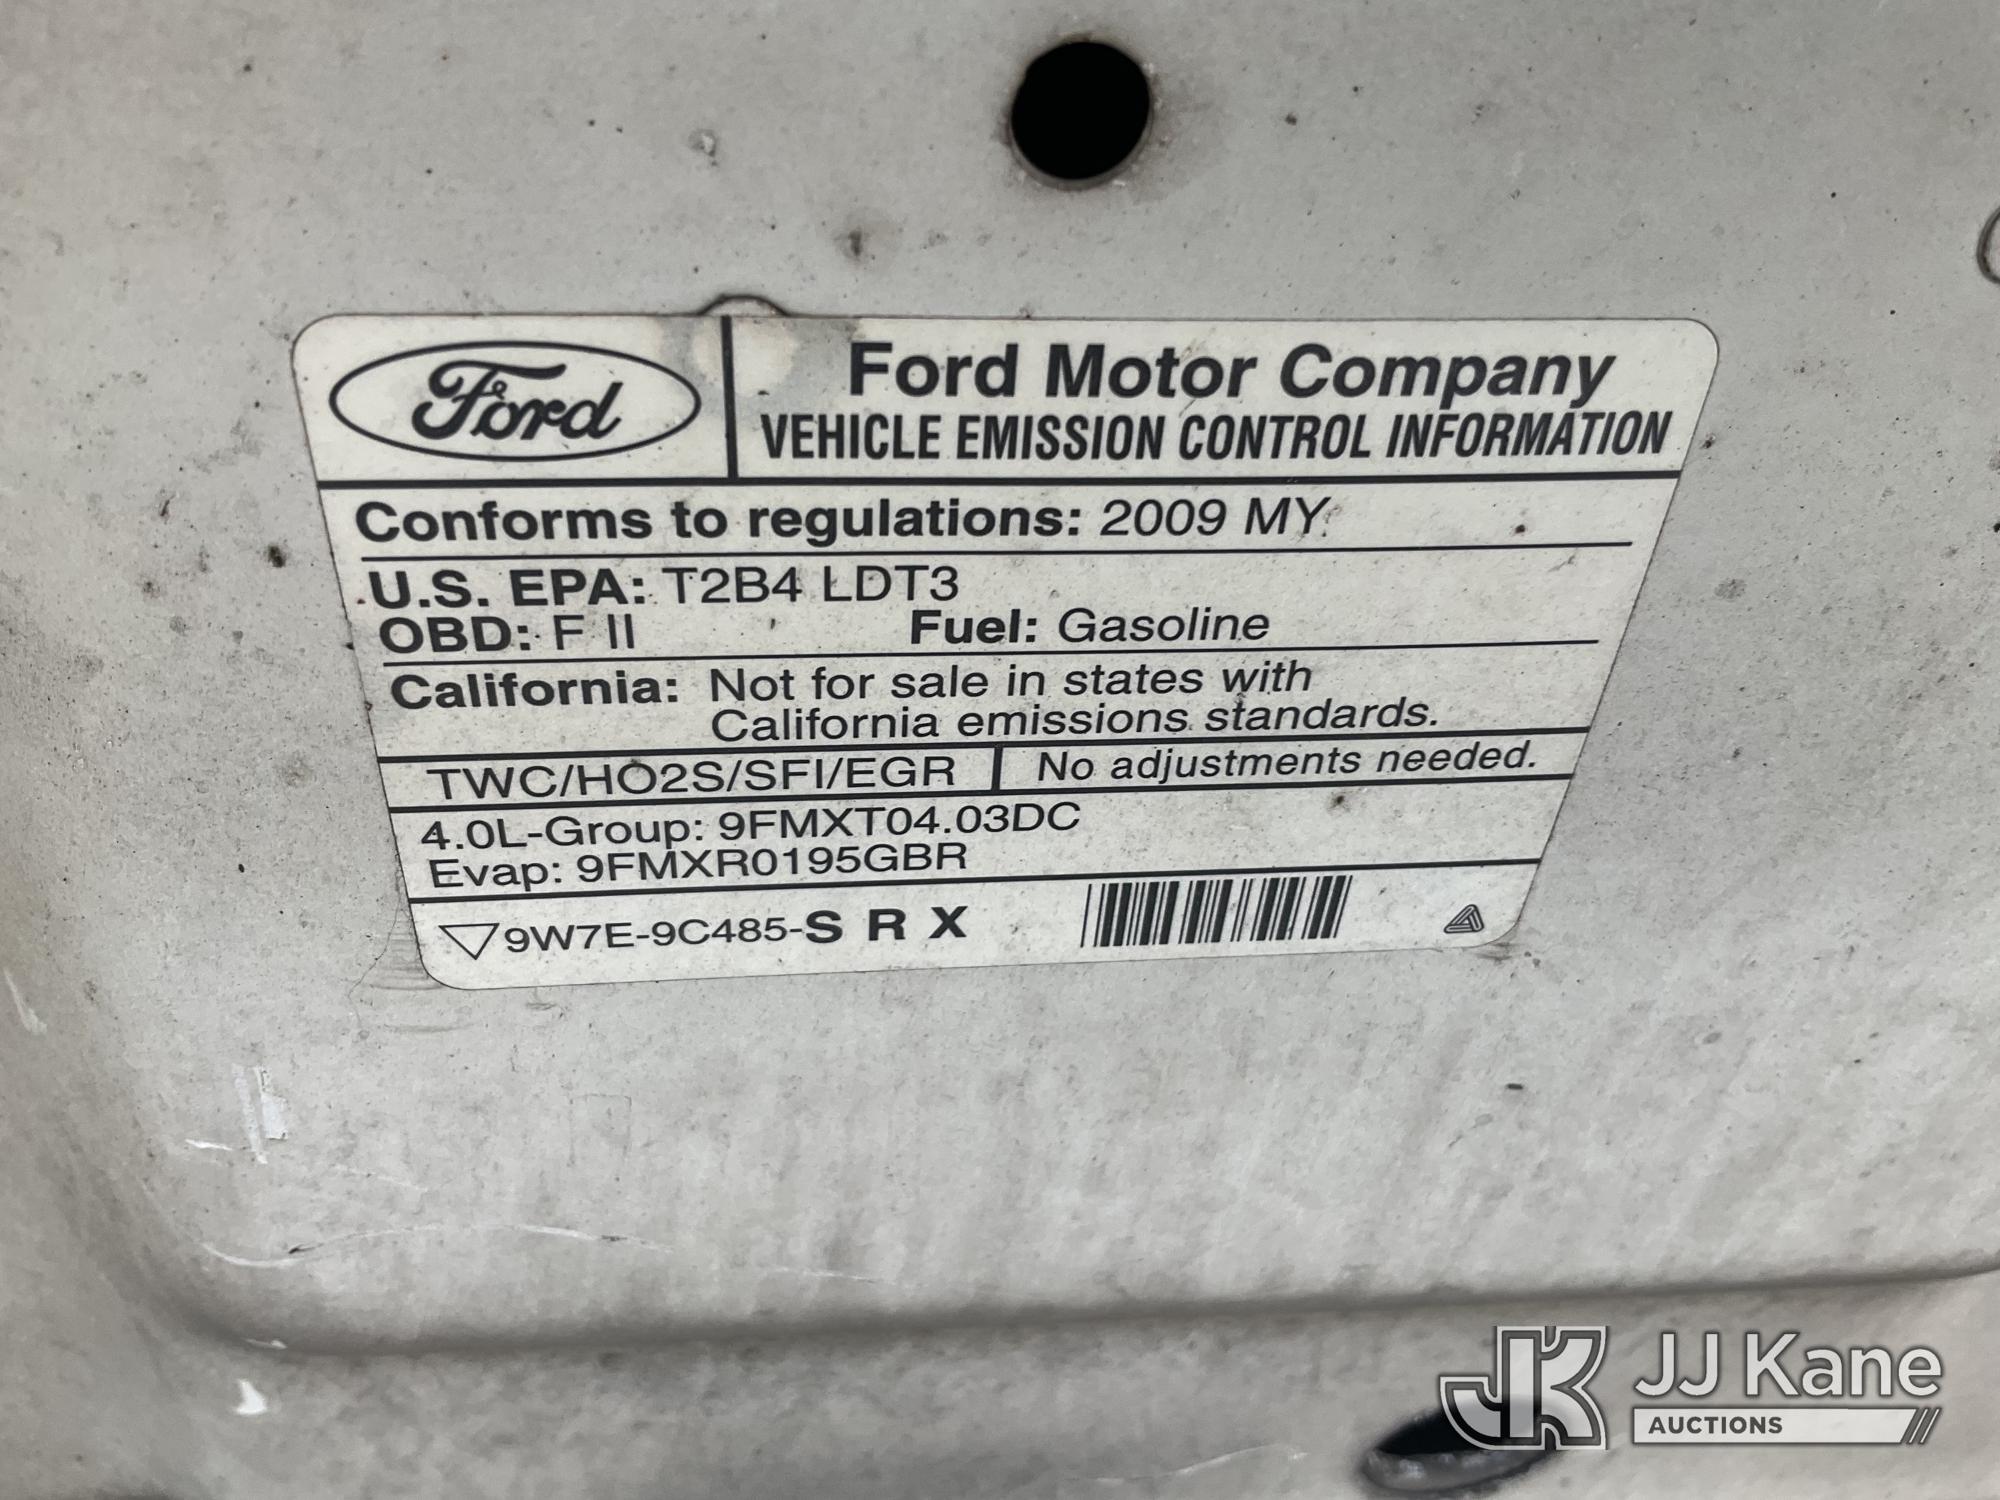 Ford
Ford Motor Company
VEHICLE EMISSION CONTROL INFORMATION
Conforms to regulations: 2009 MY
U.S. EPA: T2B4 LDT3
OBD: F II Fuel: Gasoline
California: Not for sale in states with
California emissions standards.
TWC/HO2S/SFI/EGR No adjustments needed.
4.0L-Group: 9FMXT04.03DC
Evap: 9FMXR0195GBR
9W7E-9C485-S R X
JK JJ Kane
AUCTIONS